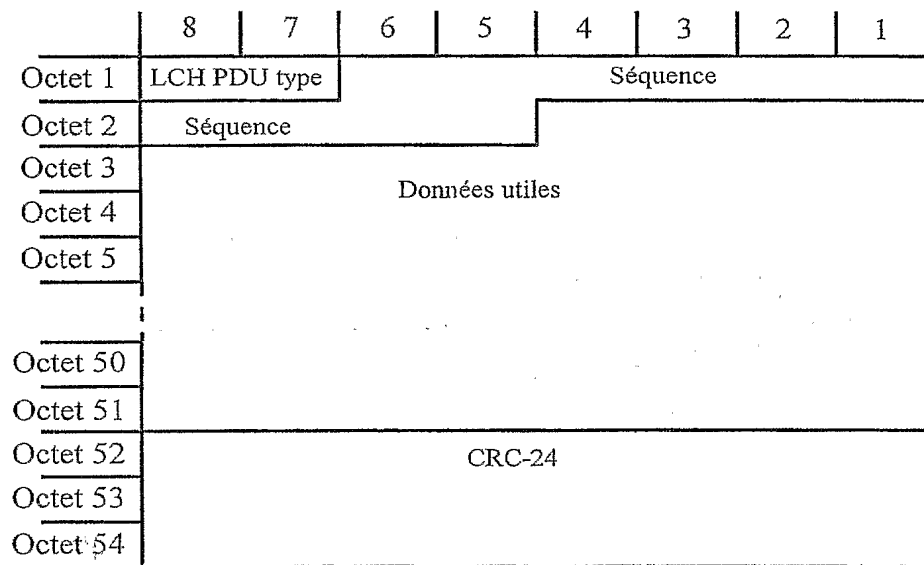 8 7 6 5 4 3 2 1
Octet 1 LCH PDU type Séquence
Octet 2 Séquence
Octet 3
Données utiles
Octet 4
Octet 5
Octet 50
Octet 51
Octet 52 CRC-24
Octet 53
Octet 54